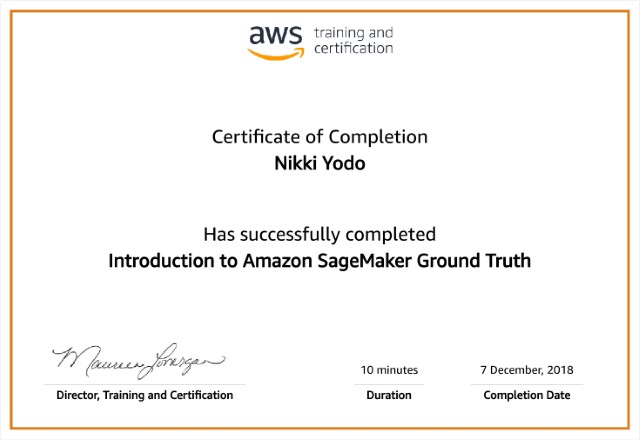 aws training and
certification
Certificate of Completion
Nikki Yodo
Has successfully completed
Introduction to Amazon SageMaker Ground Truth
Maureen Lonergan
10 minutes
7 December, 2018
Director, Training and Certification
Duration
Completion Date